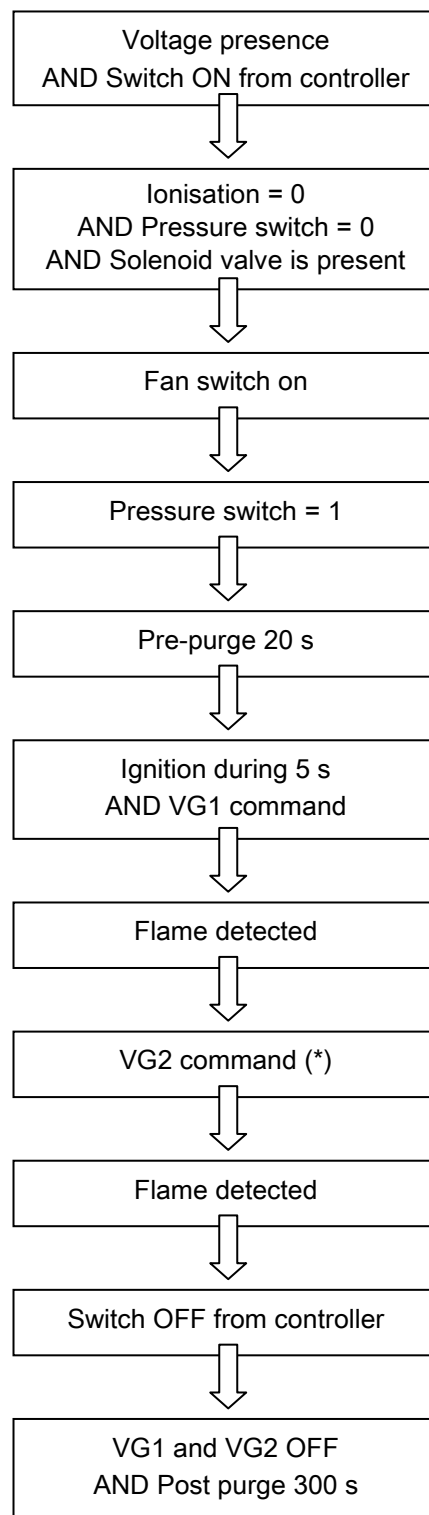 Voltage presence
AND Switch ON from controller
Ionisation = 0
AND Pressure switch = 0
AND Solenoid valve is present
Fan switch on
Pressure switch = 1
Pre-purge 20 s
Ignition during 5 s
AND VG1 command
Flame detected
VG2 command (*)
Flame detected
Switch OFF from controller
VG1 and VG2 OFF
AND Post purge 300 s